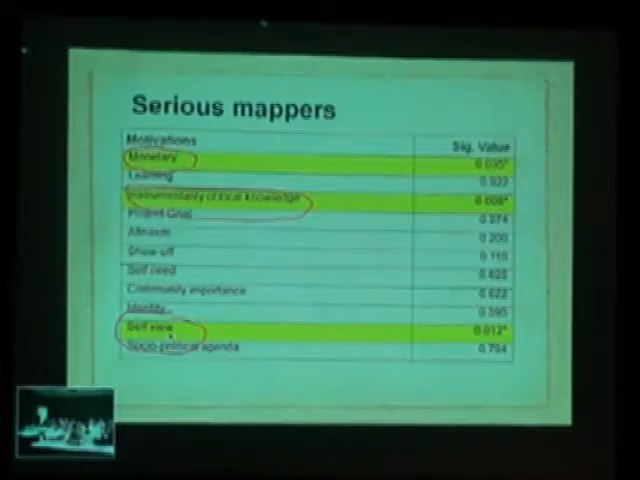 Serious mappers
Motivations Sig. Value
Monetary 0.035*
Learning 0.922
Instrumentality of local knowledge 0.008*
Project Goal 0.974
Altruism 0.200
Show off 0.110
Self need 0.625
Community importance 0.622
Identity 0.595
Self view 0.012*
Socio-political agenda 0.794